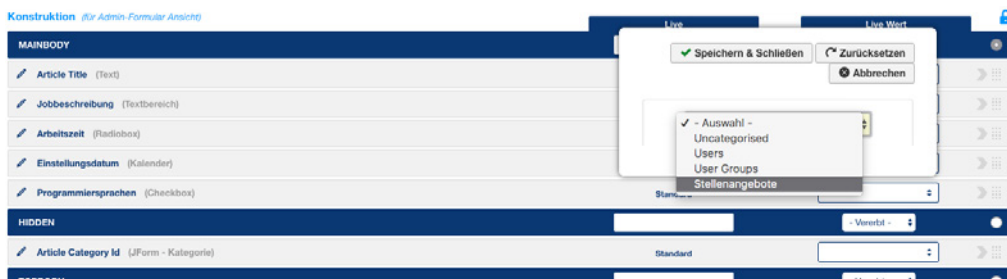 Konstruktion (für Admin-Formular Ansicht)
Live
Live Wert
MAINBODY
Speichern & Schließen
Zurücksetzen
Abbrechen
Article Title (Text)
Jobbeschreibung (Textbereich)
- Auswahl -
Arbeitszeit (Radiobox)
Uncategorised
Users
Einstellungsdatum (Kalender)
User Groups
Stellenangebote
Programmiersprachen (Checkbox)
Standard
HIDDEN
- Vererbt -
Article Category Id (JForm - Kategorie)
Standard